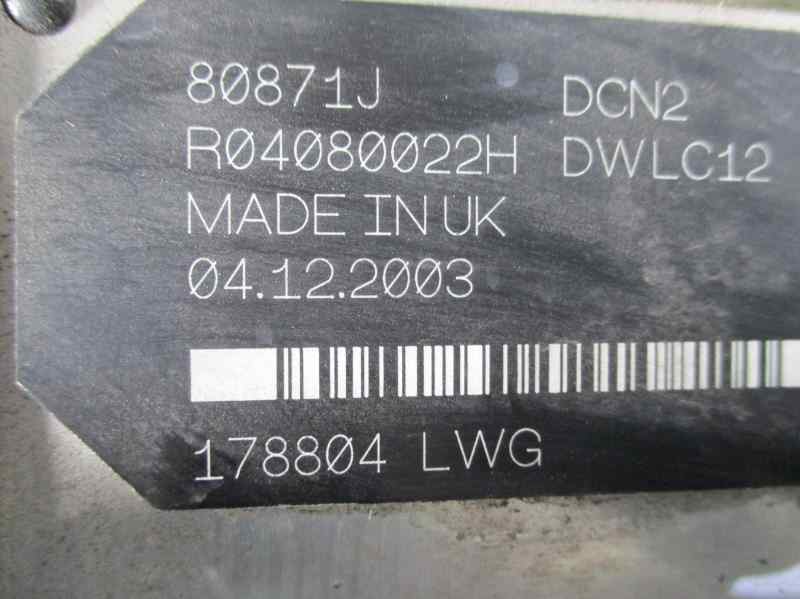 80871J DCN2
R04080022H DWLC12
MADE IN UK
04.12.2003
178804 LWG